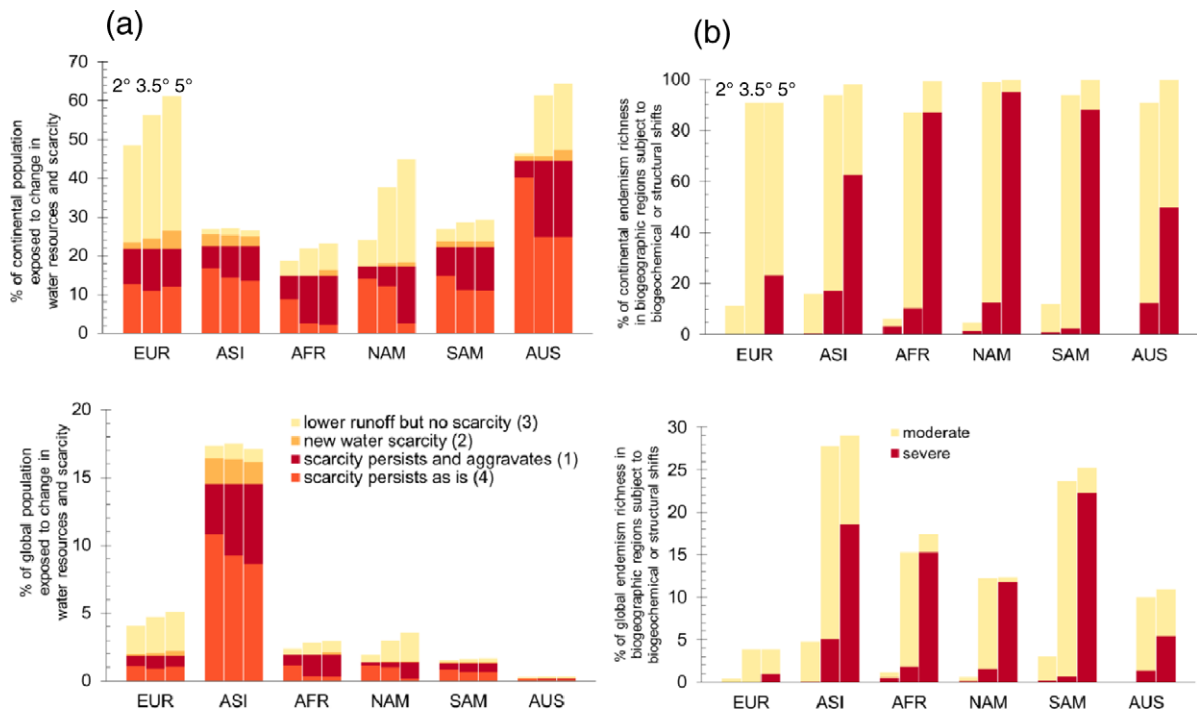 (a)
(b)
% of continental population
exposed to change in
water resources and scarcity
70
60
50
40
30
20
10
0
2° 3.5° 5°
EUR ASI AFR NAM SAM AUS
% of continental endemism richness
in biogeographic regions subject to
biogeochemical or structural shifts
100
80
60
40
20
0
2° 3.5° 5°
EUR ASI AFR NAM SAM AUS
% of global population
exposed to change in
water resources and scarcity
20
15
10
5
0
lower runoff but no scarcity (3)
new water scarcity (2)
scarcity persists and aggravates (1)
scarcity persists as is (4)
EUR ASI AFR NAM SAM AUS
% of global endemism richness in
biogeographic regions subject to
biogeochemical or structural shifts
30
25
20
15
10
5
0
moderate
severe
EUR ASI AFR NAM SAM AUS